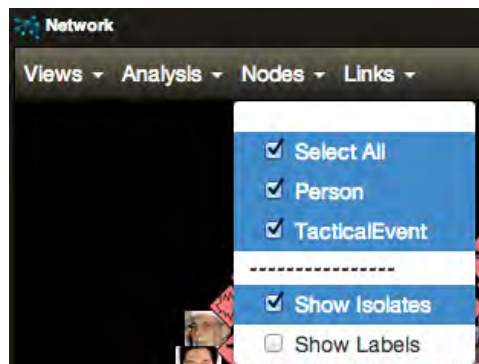 Network
Views Analysis Nodes Links
Select All
Person
TacticalEvent
----------------
Show Isolates
Show Labels